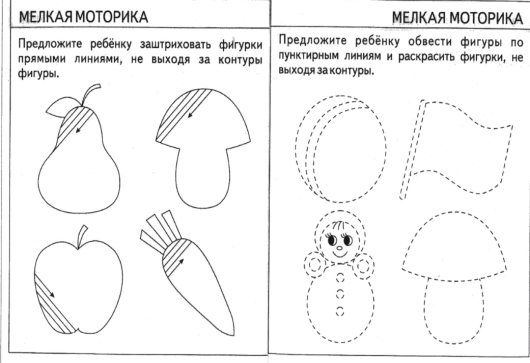 МЕЛКАЯ МОТОРИКА
Предложите ребёнку заштриховать фигурки
прямыми линиями, не выходя за контуры
фигуры.
МЕЛКАЯ МОТОРИКА
Предложите ребёнку обвести фигуры по
пунктирным линиям и раскрасить фигурки, не
выходя за контуры.